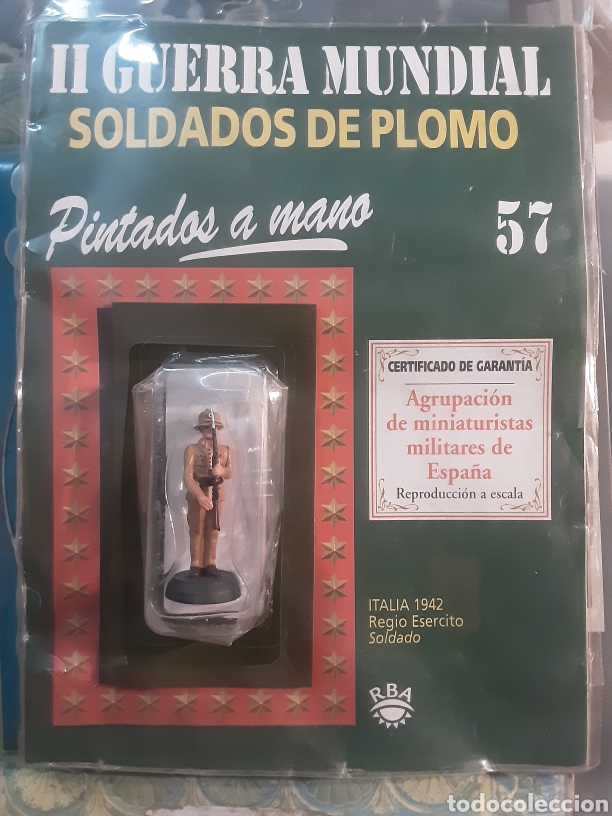 II GUERRA MUNDIAL
SOLDADOS DE PLOMO
Pintados a mano
57
CERTIFICADO DE GARANTÍA
Agrupación
de miniaturistas
militares de
España
Reproducción a escala
ITALIA 1942
Regio Esercito
Soldado
RBA
todocoleccion